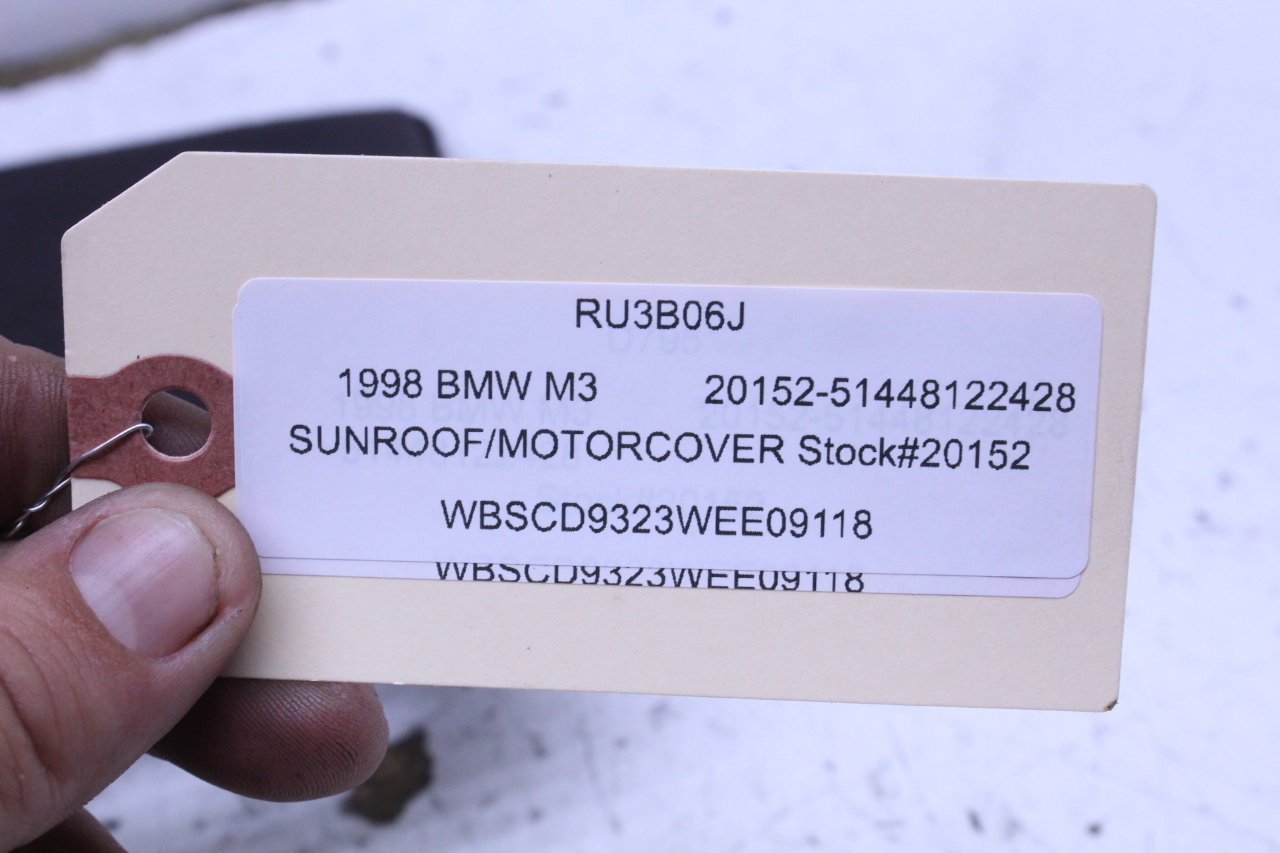 RU3B06J
1998 BMW M3 20152-51448122428
SUNROOF/MOTORCOVER Stock#20152
WBSCD9323WEE09118
WBSCD9323WEE09118